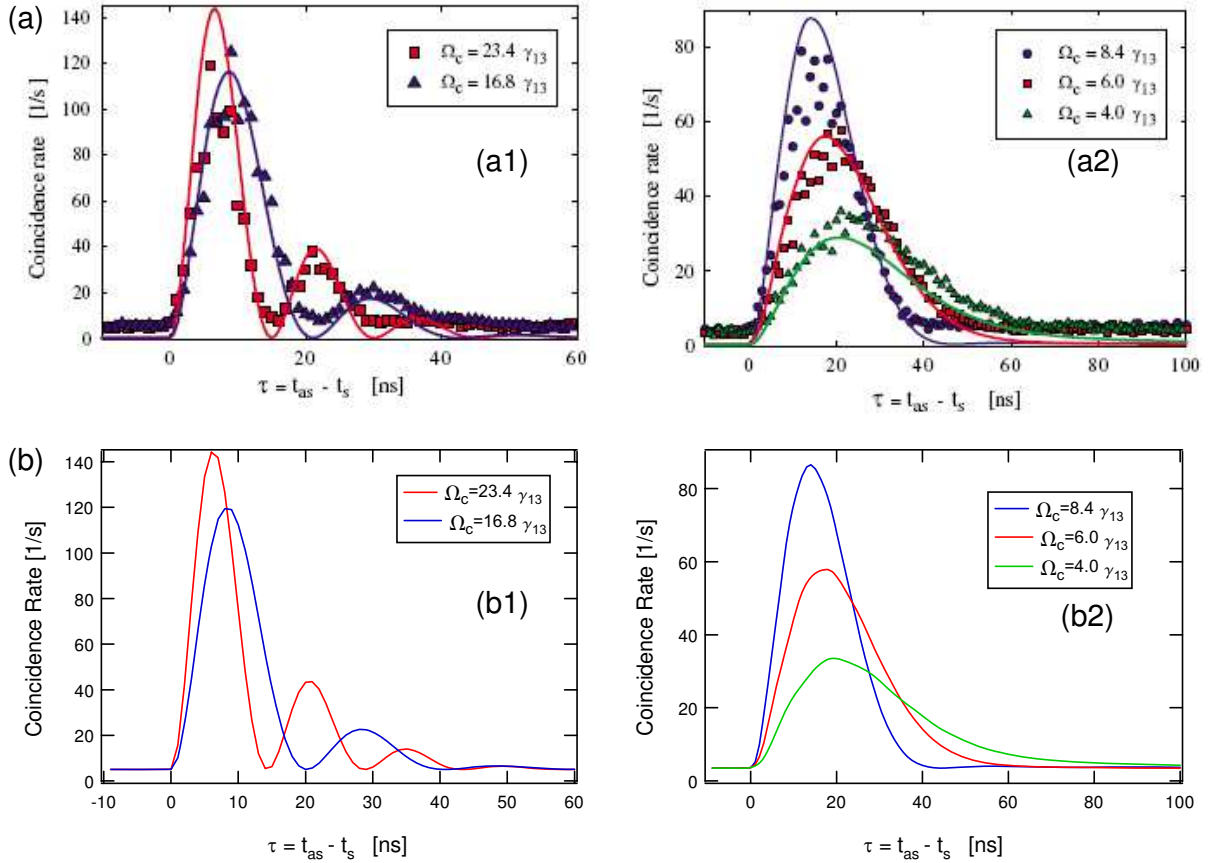 (a)
140
120
100
80
60
40
20
0
Coincidence rate [1/s]
Ωc = 23.4 γ13
Ωc = 16.8 γ13
(a1)
0 20 40 60
τ = tas - ts [ns]
80
60
40
20
0
Coincidence rate [1/s]
Ωc = 8.4 γ13
Ωc = 6.0 γ13
Ωc = 4.0 γ13
(a2)
0 20 40 60 80 100
τ = tas - ts [ns]
(b)
140
120
100
80
60
40
20
0
Coincidence Rate [1/s]
Ωc=23.4 γ13
Ωc=16.8 γ13
(b1)
-10 0 10 20 30 40 50 60
τ = tas - ts [ns]
80
60
40
20
0
Coincidence Rate [1/s]
Ωc=8.4 γ13
Ωc=6.0 γ13
Ωc=4.0 γ13
(b2)
0 20 40 60 80 100
τ = tas - ts [ns]